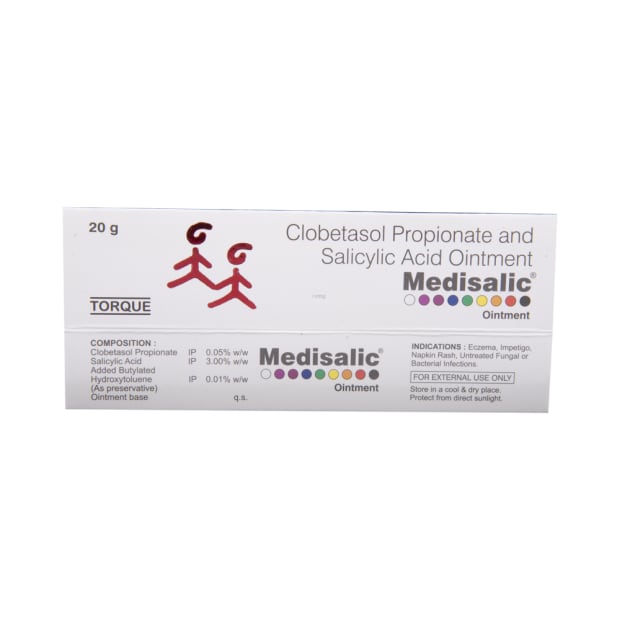 20 g
Clobetasol Propionate and
Salicylic Acid Ointment
Medisalic®
Ointment
TORQUE
COMPOSITION :
Clobetasol Propionate IP 0.05% w/w
Salicylic Acid IP 3.00% w/w
Added Butylated
Hydroxytoluene IP 0.01% w/w
(As preservative)
Ointment base q.s.
Medisalic®
Ointment
INDICATIONS : Eczema, Impetigo,
Napkin Rash, Untreated Fungal or
Bacterial Infections.
FOR EXTERNAL USE ONLY
Store in a cool & dry place.
Protect from direct sunlight.